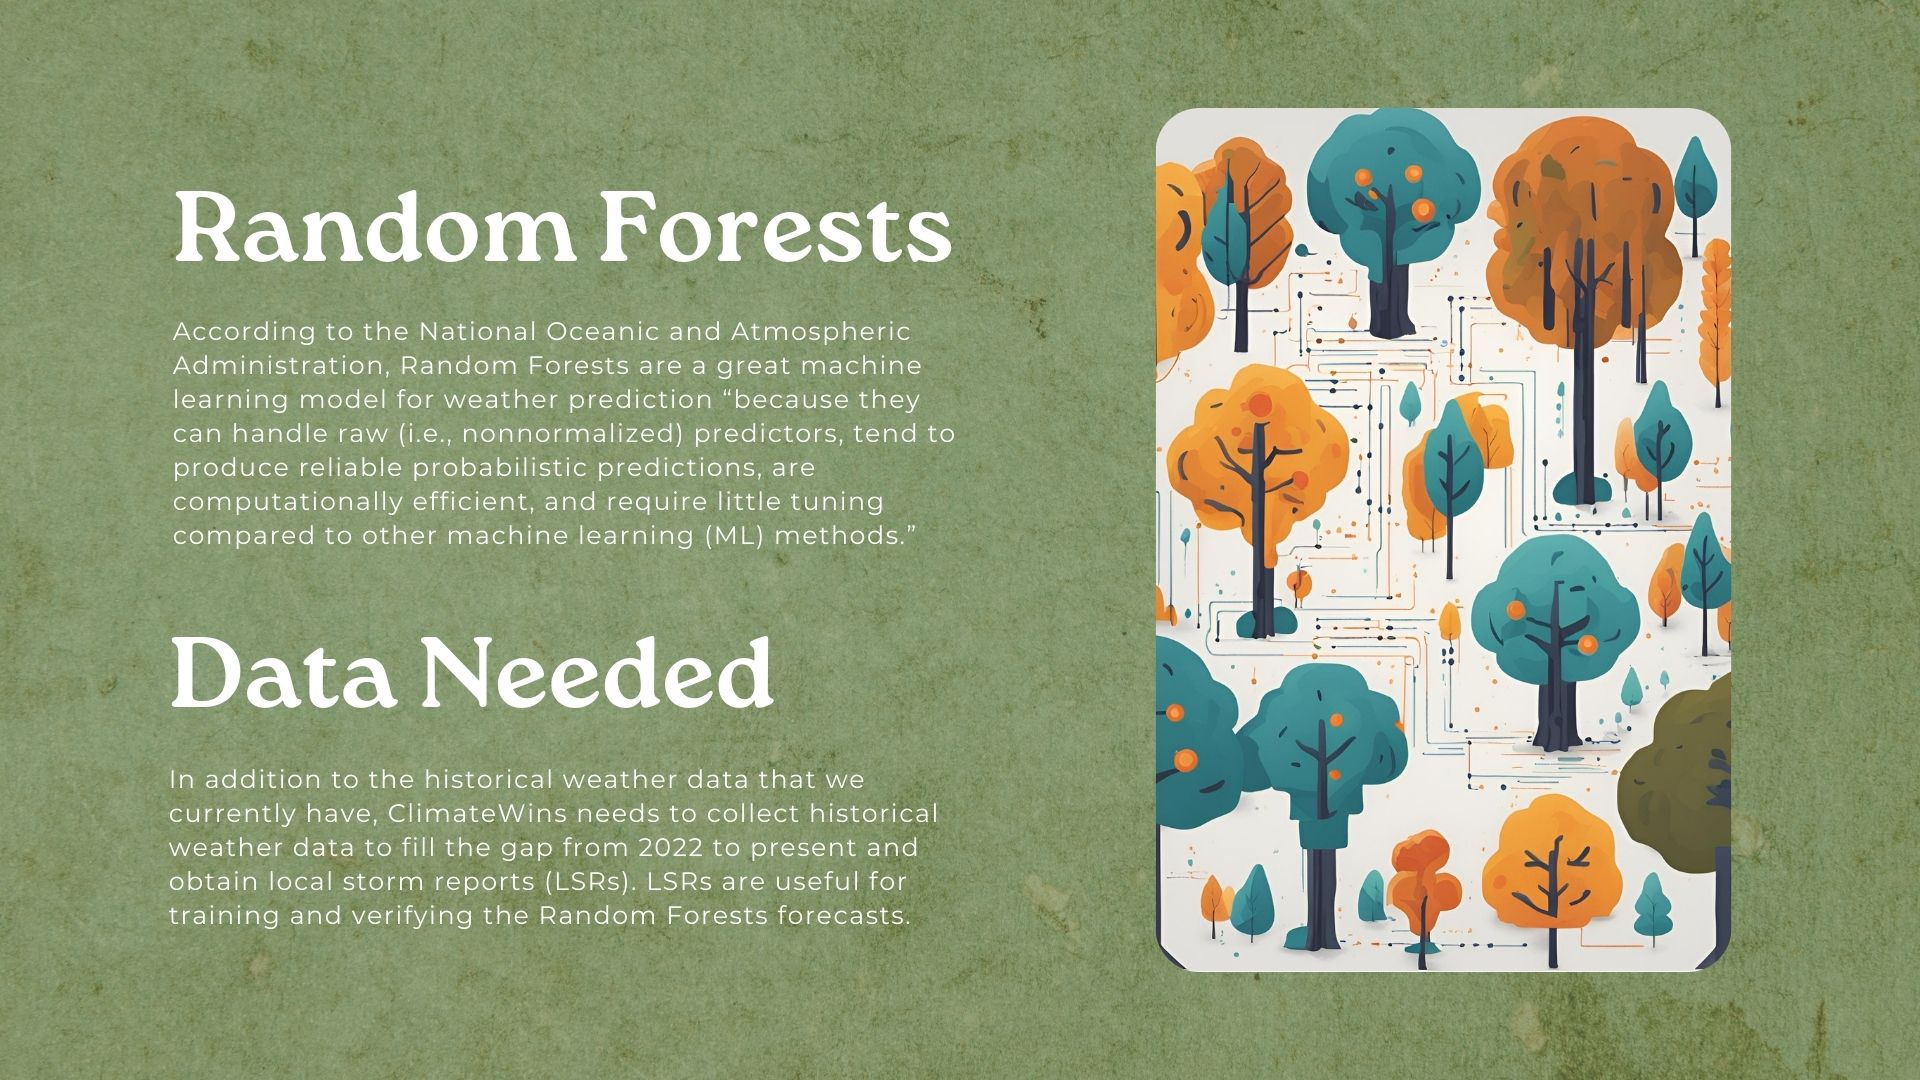 Random Forests
According to the National Oceanic and Atmospheric
Administration, Random Forests are a great machine
learning model for weather prediction “because they
can handle raw (i.e., nonnormalized) predictors, tend to
produce reliable probabilistic predictions, are
computationally efficient, and require little tuning
compared to other machine learning (ML) methods.”
Data Needed
In addition to the historical weather data that we
currently have, ClimateWins needs to collect historical
weather data to fill the gap from 2022 to present and
obtain local storm reports (LSRs). LSRs are useful for
training and verifying the Random Forests forecasts.